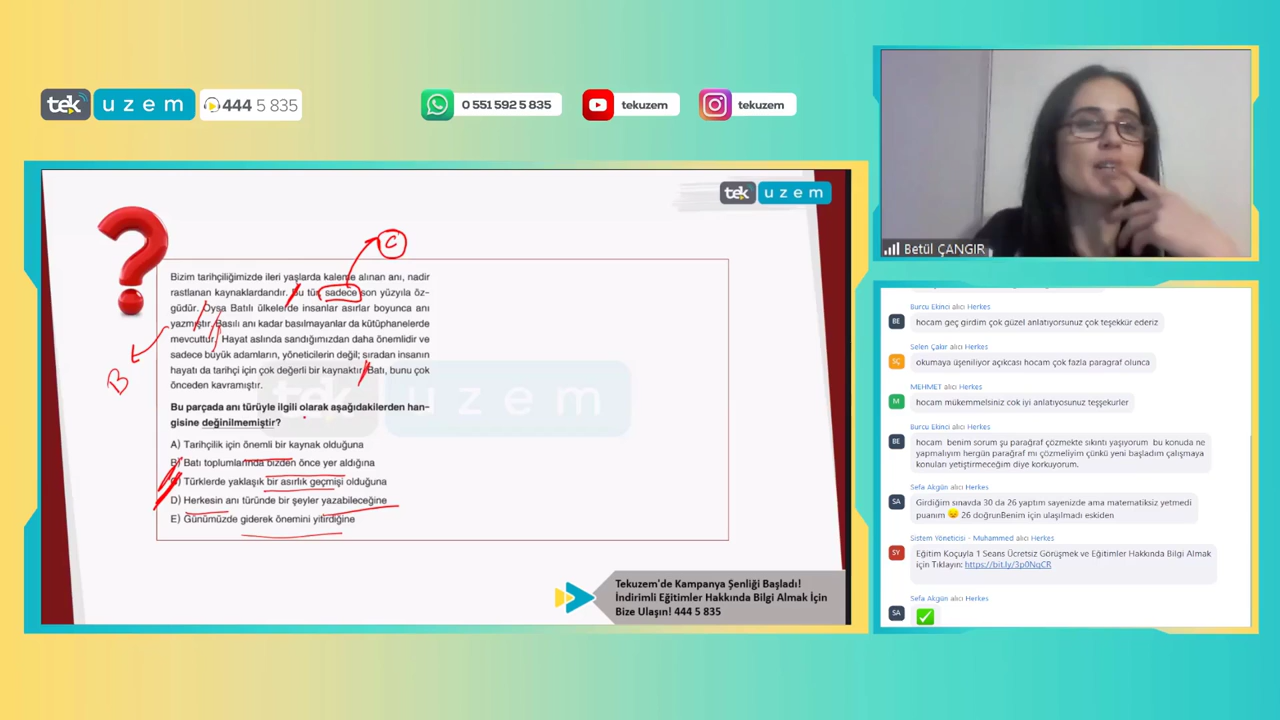 tek uzem 444 5 835
0 551 592 5 835
tekuzem
tekuzem
tek uzem
C
Bizim tarihçiliğimizde ileri yaşlarda kaleme alınan anı, nadir
rastlanan kaynaklardandır. Bu tür, sadece son yüzyıla öz-
güdür. Oysa Batılı ülkelerde insanlar asırlar boyunca anı
yazmıştır. Basılı anı kadar basılmayanlar da kütüphanelerde
mevcuttur. Hayat aslında sandığımızdan daha önemlidir ve
sadece büyük adamların, yöneticilerin değil; sıradan insanın
hayatı da tarihçi için çok değerli bir kaynaktır. Batı, bunu çok
önceden kavramıştır.
B
uzem
Bu parçada anı türüyle ilgili olarak aşağıdakilerden han-
gisine değinilmemiştir?
A) Tarihçilik için önemli bir kaynak olduğuna
B) Batı toplumlarında bizden önce yer aldığına
C) Türklerde yaklaşık bir asırlık geçmişi olduğuna
D) Herkesin anı türünde bir şeyler yazabileceğine
E) Günümüzde giderek önemini yitirdiğine
Tekuzem'de Kampanya Şenliği Başladı!
İndirimli Eğitimler Hakkında Bilgi Almak İçin
Bize Ulaşın! 444 5 835
Betül ÇANGIR
Burcu Ekinci alıcı Herkes
BE
hocam geç girdim çok güzel anlatıyorsunuz çok teşekkür ederiz
Selen Çakır alıcı Herkes
SÇ
okumaya üşeniliyor açıkcası hocam çok fazla paragraf olunca
MEHMET alıcı Herkes
M
hocam mükemmelsiniz cok iyi anlatıyosunuz teşşekurler
Burcu Ekinci alıcı Herkes
BE
hocam benim sorum şu paragraf çözmekte sıkıntı yaşıyorum bu konuda ne
yapmalıyım hergün paragraf mı çözmeliyim çünkü yeni başladım çalışmaya
konuları yetiştirmeceğim diye korkuyorum.
Sefa Akgün alıcı Herkes
SA
Girdiğim sınavda 30 da 26 yaptım sayenizde ama matematiksiz yetmedi
puanım 26 doğrunBenim için ulaşılmadı eskiden
Sistem Yöneticisi - Muhammed alıcı Herkes
SY
Eğitim Koçuyla 1 Seans Ücretsiz Görüşmek ve Eğitimler Hakkında Bilgi Almak
için Tıklayın: https://bit.ly/3p0NqCR
Sefa Akgün alıcı Herkes
SA